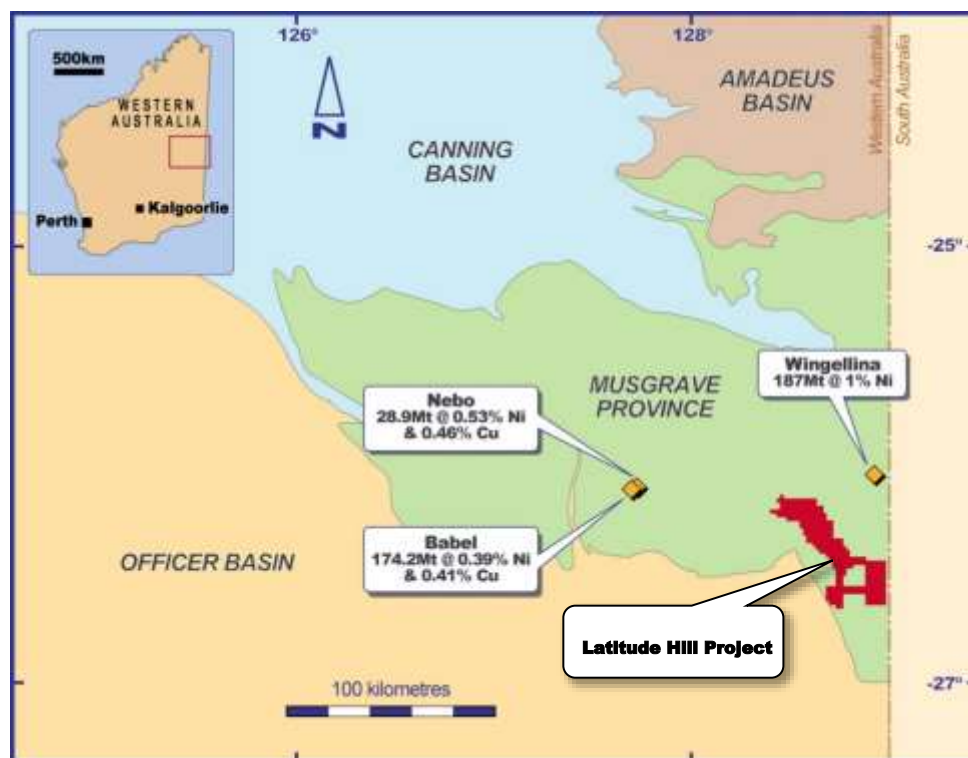 126°
128°
500km
WESTERN
AUSTRALIA
Kalgoorlie
Perth
N
CANNING
BASIN
AMADEUS
BASIN
Western Australia
South Australia
-25°
Wingellina
187Mt @ 1% Ni
MUSGRAVE
PROVINCE
Nebo
28.9Mt @ 0.53% Ni
& 0.46% Cu
Babel
174.2Mt @ 0.39% Ni
& 0.41% Cu
OFFICER BASIN
Latitude Hill Project
100 kilometres
-27°